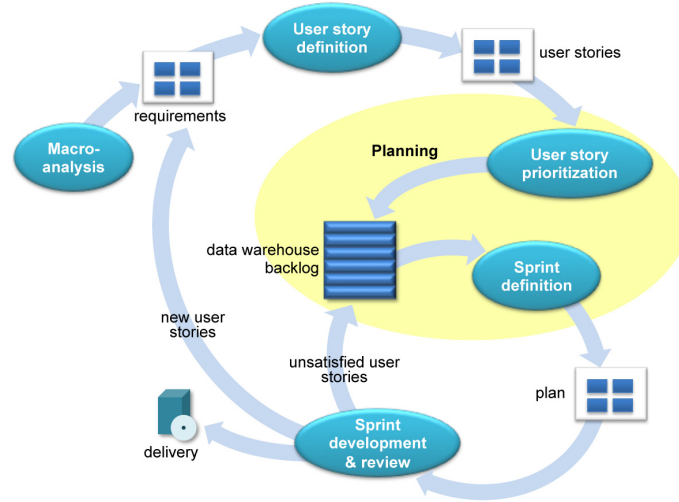 User story
definition
user stories
requirements
Macro-
analysis
Planning
User story
prioritization
data warehouse
backlog
Sprint
definition
new user
stories
unsatisfied user
stories
plan
delivery
Sprint
development
& review